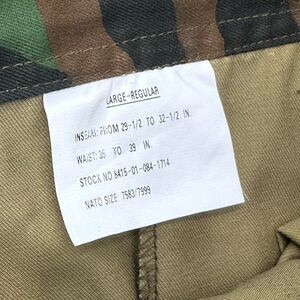 LARGE-REGULAR
INSEAM: FROM 29-1/2 TO 32-1/2 IN.
WAIST: 35 TO 39 IN.
STOCK NO. 8415-01-084-1714
NATO SIZE: 7583/7999